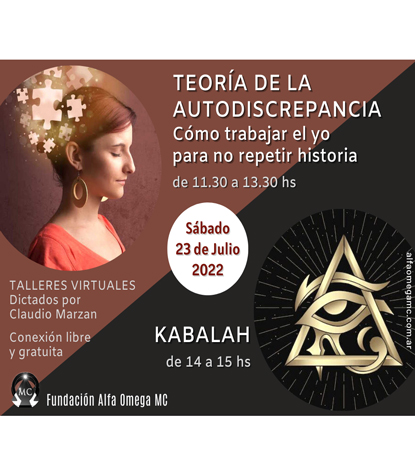 TEORÍA DE LA
AUTODISCREPANCIA
Cómo trabajar el yo
para no repetir historia
de 11.30 a 13.30 hs
Sábado
23 de Julio
2022
TALLERES VIRTUALES
Dictados por
Claudio Marzan
Conexión libre
y gratuita
KABALAH
de 14 a 15 hs
alfaomegamc.com.ar
MC
Fundación Alfa Omega MC